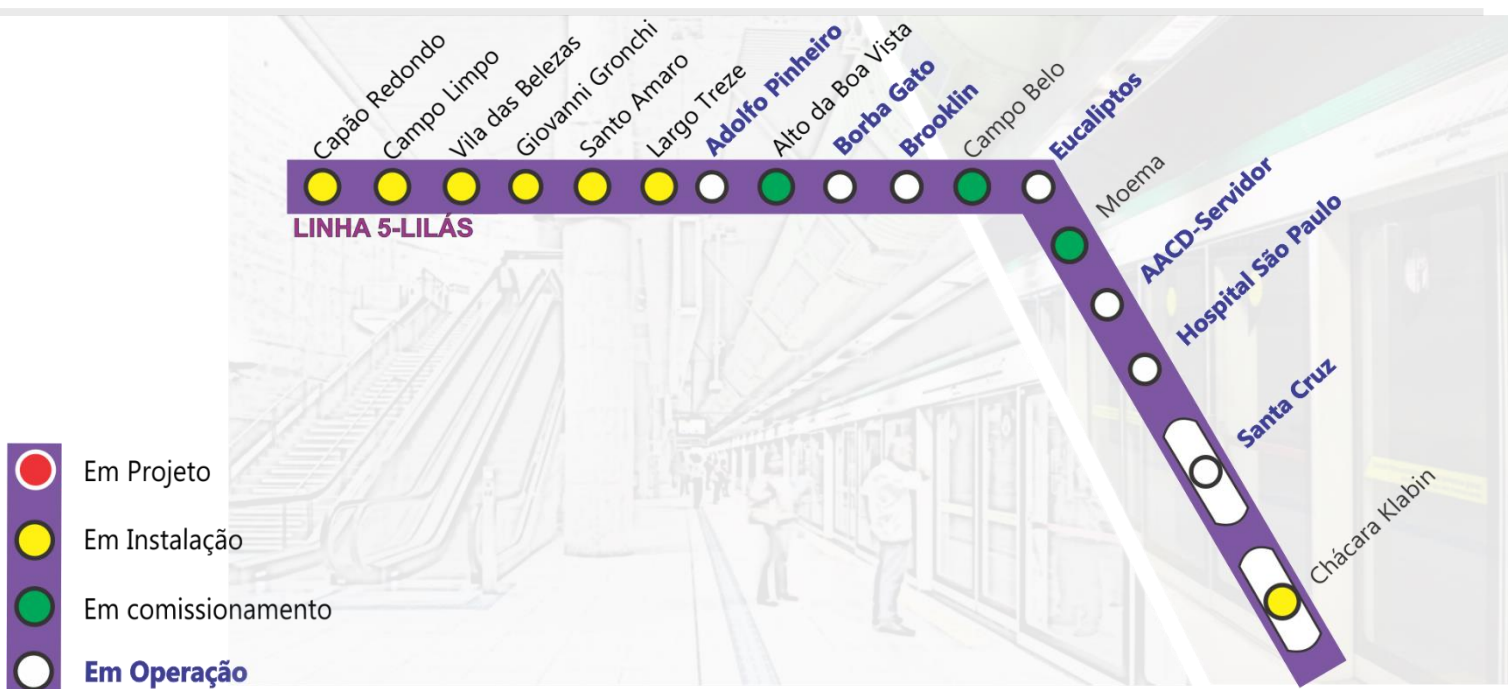 Capão Redondo
Campo Limpo
Vila das Belezas
Giovanni Gronchi
Santo Amaro
Largo Treze
Adolfo Pinheiro
Alto da Boa Vista
Borba Gato
Brooklin
Campo Belo
Eucaliptos
Moema
AACD-Servidor
Hospital São Paulo
Santa Cruz
Chácara Klabin
LINHA 5-LILÁS
Em Projeto
Em Instalação
Em comissionamento
Em Operação